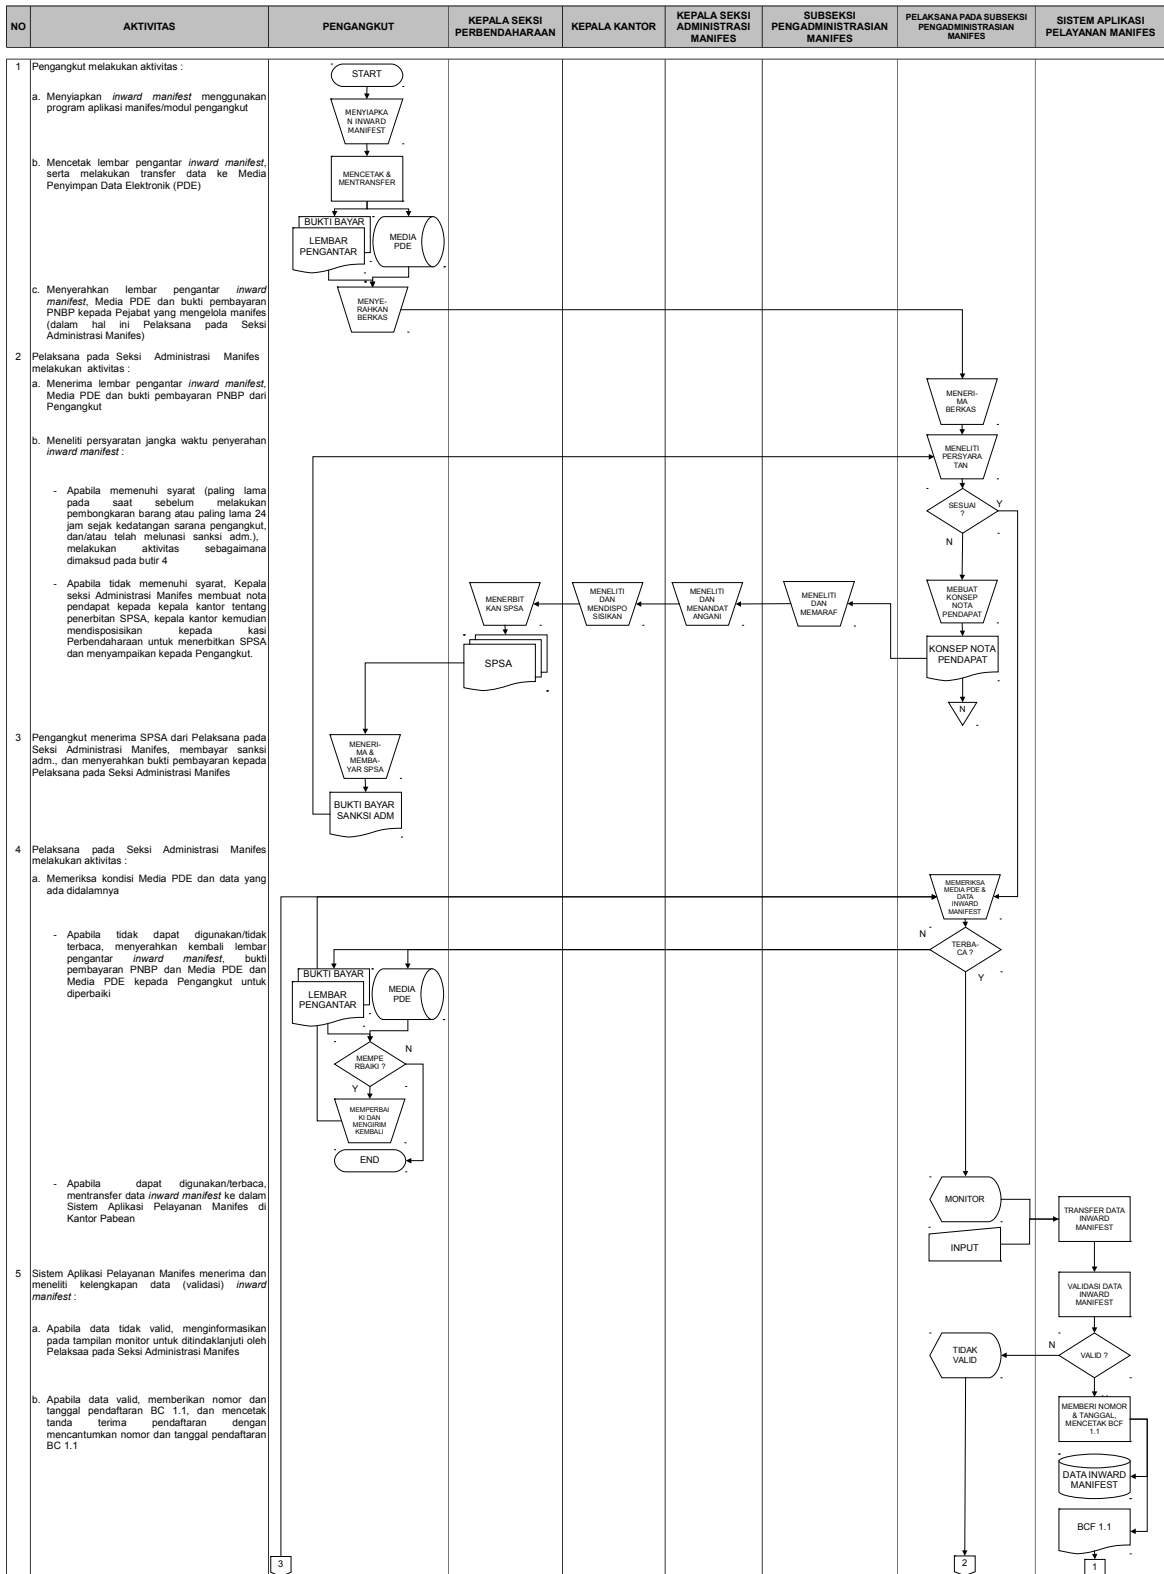 NO
AKTIVITAS
PENGANGKUT
KEPALA SEKSI
PERBENDAHARAAN
KEPALA KANTOR
KEPALA SEKSI
ADMINISTRASI
MANIFES
SUBSEKSI
PENGADMINISTRASIAN
MANIFES
PELAKSANA PADA SUBSEKSI
PENGADMINISTRASIAN
MANIFES
SISTEM APLIKASI
PELAYANAN MANIFES
1 Pengangkut melakukan aktivitas :
a. Menyiapkan inward manifest menggunakan
program aplikasi manifes/modul pengangkut
b. Mencetak lembar pengantar inward manifest,
serta melakukan transfer data ke Media
Penyimpan Data Elektronik (PDE)
c. Menyerahkan lembar pengantar inward
manifest, Media PDE dan bukti pembayaran
PNBP kepada Pejabat yang mengelola manifes
(dalam hal ini Pelaksana pada Seksi
Administrasi Manifes)
2 Pelaksana pada Seksi Administrasi Manifes
melakukan aktivitas :
a. Menerima lembar pengantar inward manifest,
Media PDE dan bukti pembayaran PNBP dari
Pengangkut
b. Meneliti persyaratan jangka waktu penyerahan
inward manifest :
- Apabila memenuhi syarat (paling lama
pada saat sebelum melakukan
pembongkaran barang atau paling lama 24
jam sejak kedatangan sarana pengangkut,
dan/atau telah melunasi sanksi adm.),
melakukan aktivitas sebagaimana
dimaksud pada butir 4
- Apabila tidak memenuhi syarat, Kepala
seksi Administrasi Manifes membuat nota
pendapat kepada kepala kantor tentang
penerbitan SPSA, kepala kantor kemudian
mendisposisikan kepada kasi
Perbendaharaan untuk menerbitkan SPSA
dan menyampaikan kepada Pengangkut.
3 Pengangkut menerima SPSA dari Pelaksana pada
Seksi Administrasi Manifes, membayar sanksi
adm., dan menyerahkan bukti pembayaran kepada
Pelaksana pada Seksi Administrasi Manifes
4 Pelaksana pada Seksi Administrasi Manifes
melakukan aktivitas :
a. Memeriksa kondisi Media PDE dan data yang
ada didalamnya
- Apabila tidak dapat digunakan/tidak
terbaca, menyerahkan kembali lembar
pengantar inward manifest, bukti
pembayaran PNBP dan Media PDE dan
Media PDE kepada Pengangkut untuk
diperbaiki
- Apabila dapat digunakan/terbaca,
mentransfer data inward manifest ke dalam
Sistem Aplikasi Pelayanan Manifes di
Kantor Pabean
5 Sistem Aplikasi Pelayanan Manifes menerima dan
meneliti kelengkapan data (validasi) inward
manifest :
a. Apabila data tidak valid, menginformasikan
pada tampilan monitor untuk ditindaklanjuti oleh
Pelaksaa pada Seksi Administrasi Manifes
b. Apabila data valid, memberikan nomor dan
tanggal pendaftaran BC 1.1, dan mencetak
tanda terima pendaftaran dengan
mencantumkan nomor dan tanggal pendaftaran
BC 1.1
START
MENYIAPKA
N INWARD
MANIFEST
MENCETAK &
MENTRANSFER
BUKTI BAYAR
LEMBAR
PENGANTAR
MEDIA
PDE
MENYE-
RAHKAN
BERKAS
MENERI-
MA
BERKAS
MENELITI
PERSYARA
TAN
SESUAI
?
Y
N
MEBUAT
KONSEP
NOTA
PENDAPAT
KONSEP NOTA
PENDAPAT
N
MENELITI
DAN
MEMARAF
MENELITI
DAN
MENANDAT
ANGANI
MENELITI
DAN
MENDISPO
SISIKAN
MENERBIT
KAN SPSA
SPSA
MENERI-
MA &
MEMBA-
YAR SPSA
BUKTI BAYAR
SANKSI ADM
MEMERIKSA
MEDIA PDE &
DATA
INWARD
MANIFEST
TERBA-
CA ?
N
Y
BUKTI BAYAR
LEMBAR
PENGANTAR
MEDIA
PDE
MEMPE
RBAIKI ?
N
Y
MEMPERBAI
KI DAN
MENGIRIM
KEMBALI
END
MONITOR
INPUT
TRANSFER DATA
INWARD
MANIFEST
VALIDASI DATA
INWARD
MANIFEST
VALID ?
N
TIDAK
VALID
Y
MEMBERI NOMOR
& TANGGAL,
MENCETAK BCF
1.1
DATA INWARD
MANIFEST
BCF 1.1
3
2
1